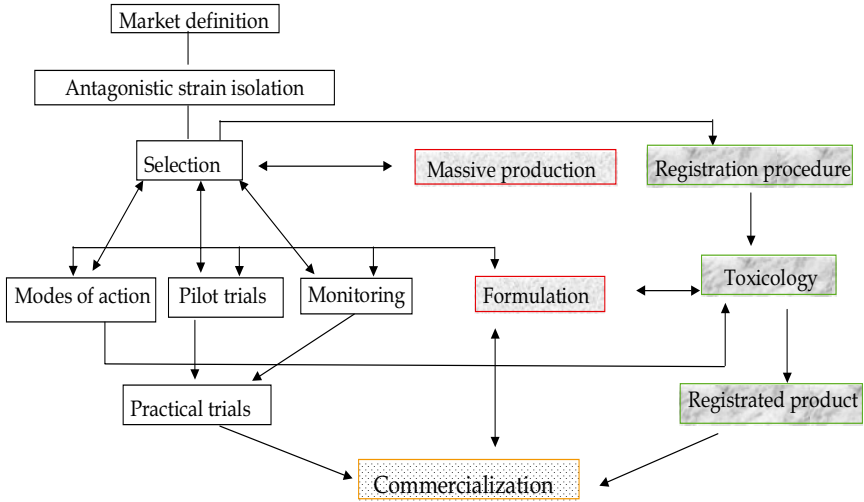 Market definition
Antagonistic strain isolation
Selection
Massive production
Registration procedure
Modes of action
Pilot trials
Monitoring
Formulation
Toxicology
Practical trials
Registrated product
Commercialization